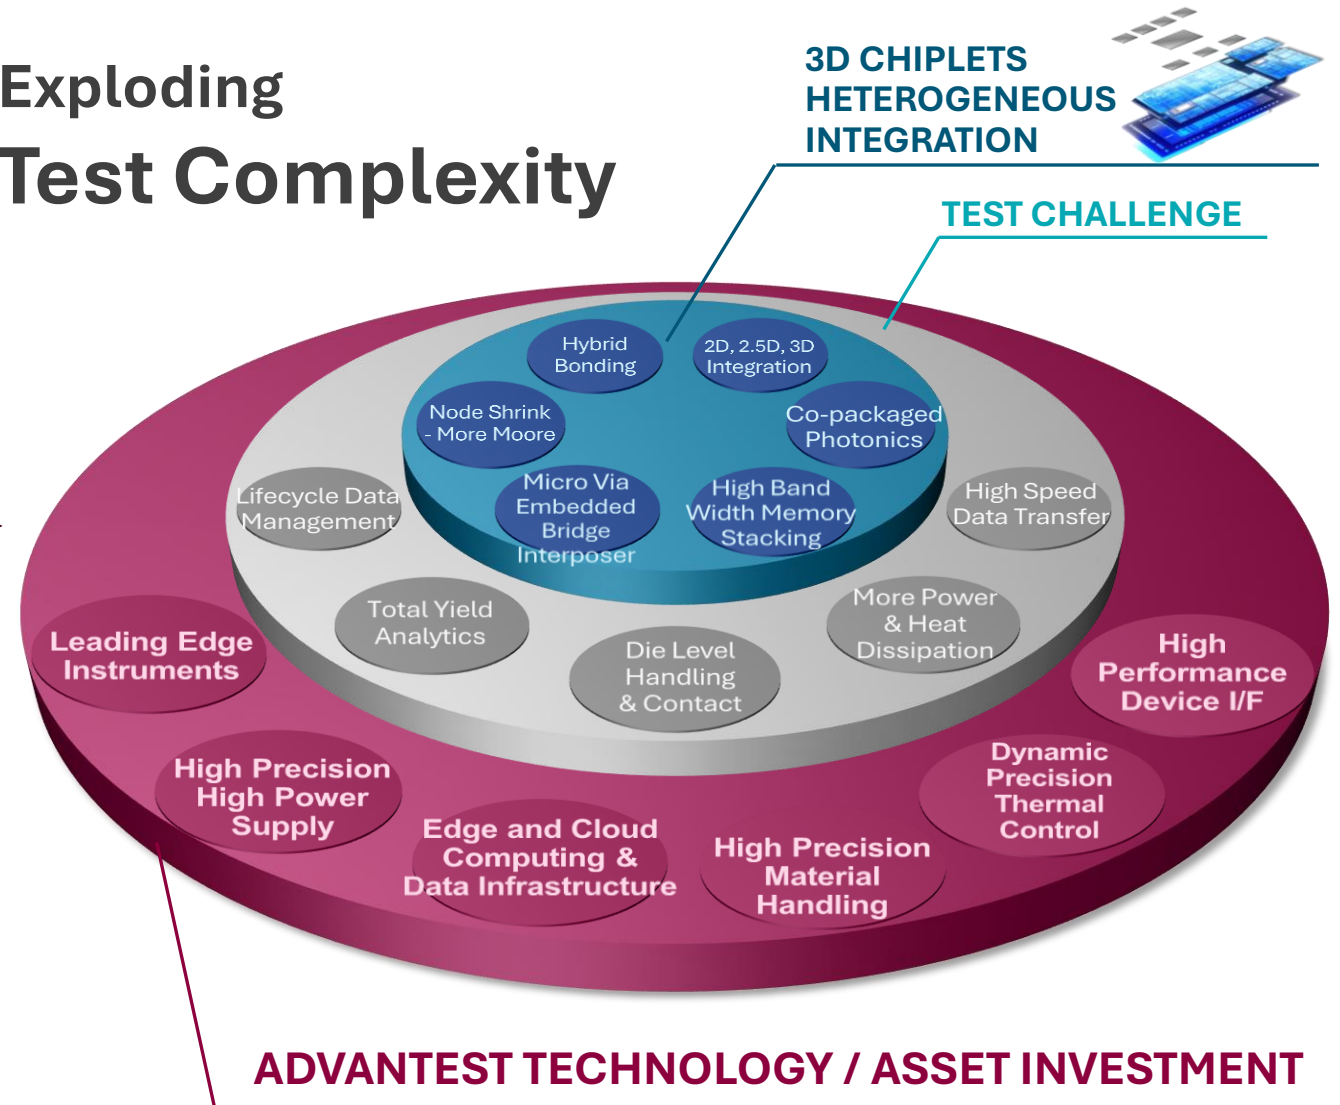 Exploding
Test Complexity
3D CHIPLETS
HETEROGENEOUS
INTEGRATION
TEST CHALLENGE
Hybrid
Bonding
2D, 2.5D, 3D
Integration
Node Shrink
- More Moore
Co-packaged
Photonics
Micro Via
Embedded
Bridge
Interposer
High Band
Width Memory
Stacking
Lifecycle Data
Management
High Speed
Data Transfer
Total Yield
Analytics
Die Level
Handling
& Contact
More Power
& Heat
Dissipation
Leading Edge
Instruments
High Precision
High Power
Supply
Edge and Cloud
Computing &
Data Infrastructure
High Precision
Material
Handling
Dynamic
Precision
Thermal
Control
High
Performance
Device I/F
ADVANTEST TECHNOLOGY / ASSET INVESTMENT